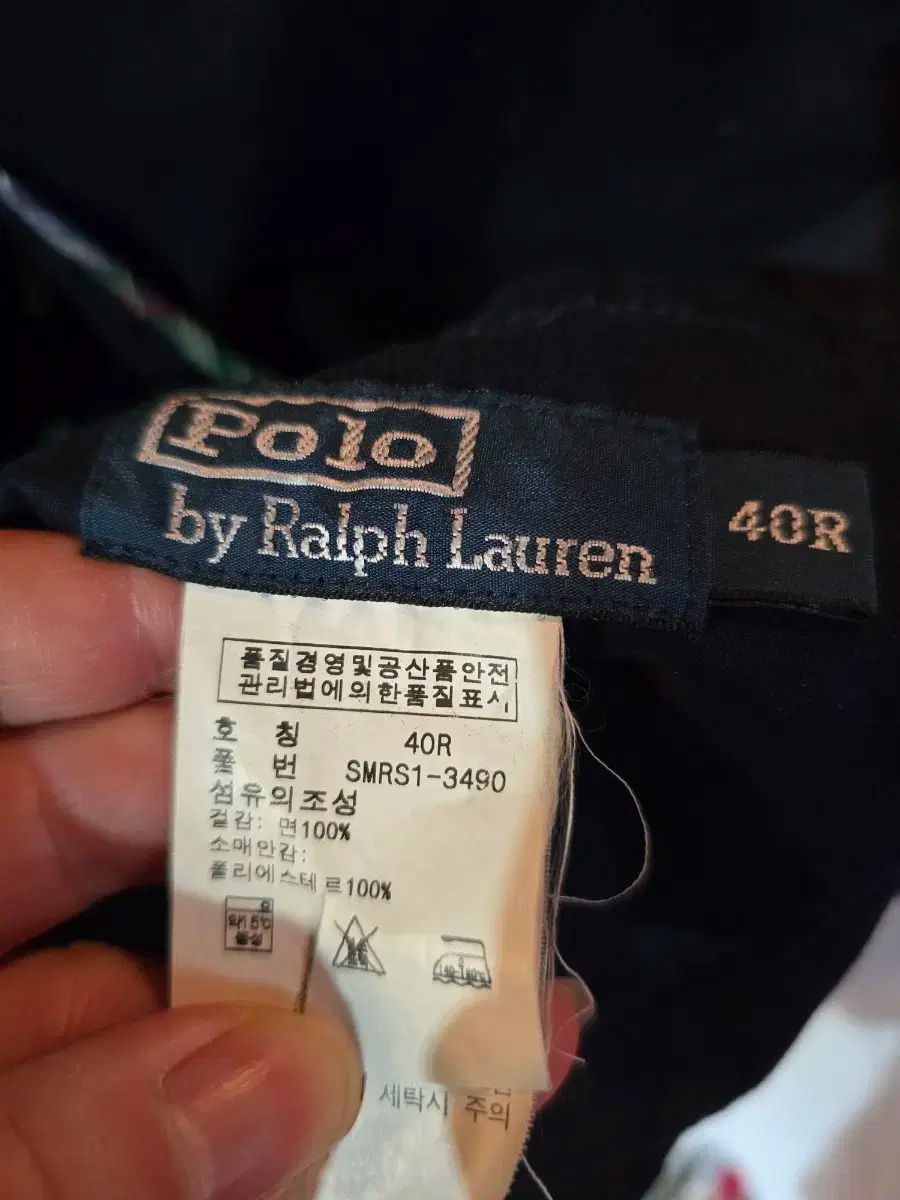 Polo
by Ralph Lauren
40R
품질경영및공산품안전
관리법에의한품질표시
호 칭 40R
품 번 SMRS1-3490
섬유의조성
겉감: 면100%
소매안감:
폴리에스테르100%
세탁시 주의